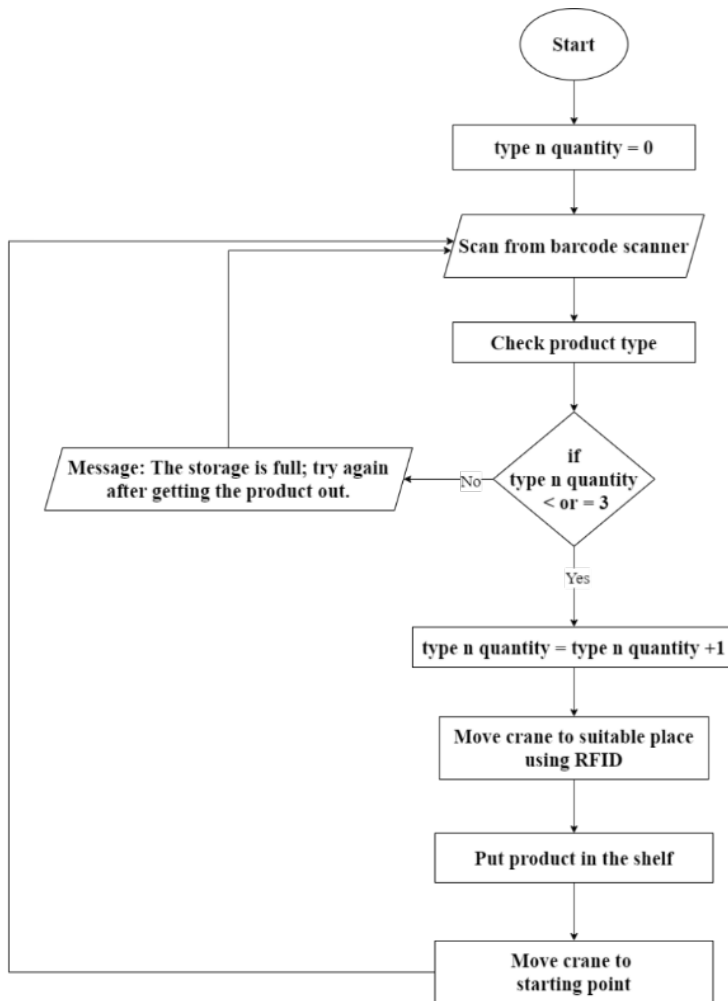 Start
type n quantity = 0
Scan from barcode scanner
Check product type
if
type n quantity
< or = 3
No
Message: The storage is full; try again
after getting the product out.
Yes
type n quantity = type n quantity +1
Move crane to suitable place
using RFID
Put product in the shelf
Move crane to
starting point